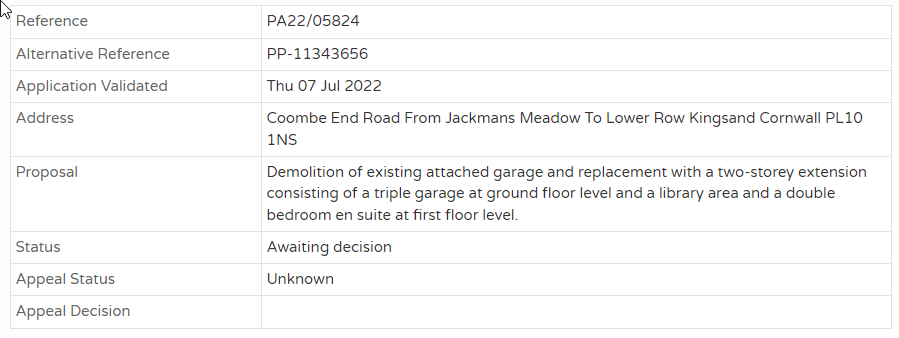 Reference PA22/05824
Alternative Reference PP-11343656
Application Validated Thu 07 Jul 2022
Address Coombe End Road From Jackmans Meadow To Lower Row Kingsand Cornwall PL10
1NS
Proposal Demolition of existing attached garage and replacement with a two-storey extension
consisting of a triple garage at ground floor level and a library area and a double
bedroom en suite at first floor level.
Status Awaiting decision
Appeal Status Unknown
Appeal Decision